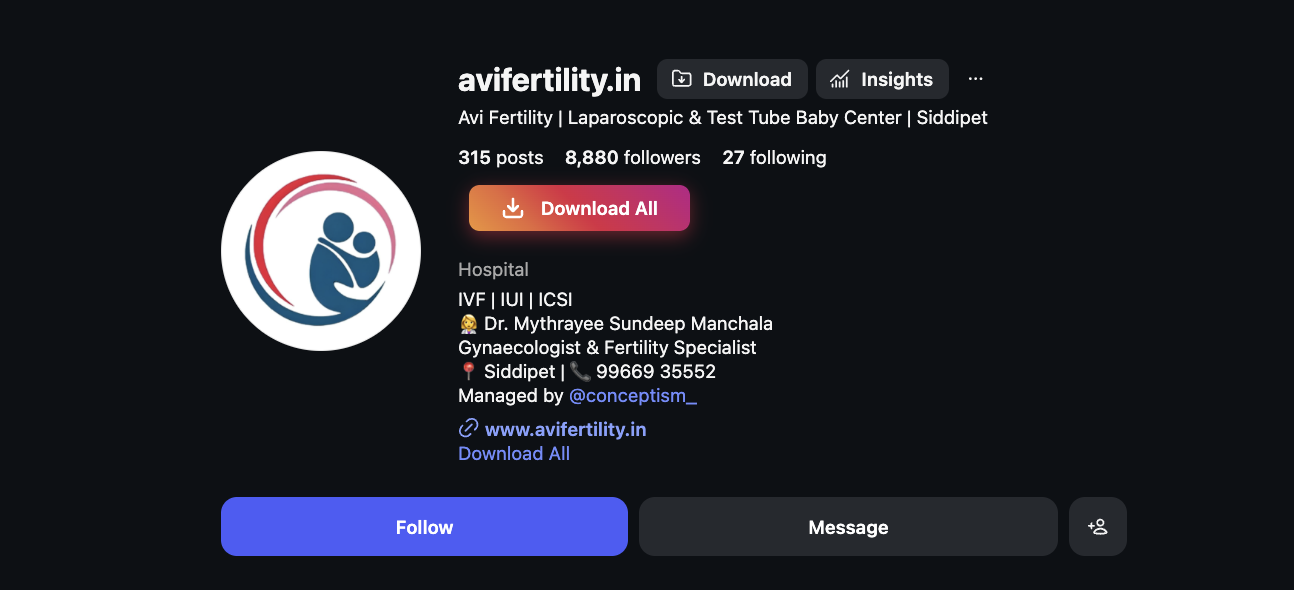 avifertility.in Download Insights ...
Avi Fertility | Laparoscopic & Test Tube Baby Center | Siddipet
315 posts 8,880 followers 27 following
Download All
Hospital
IVF | IUI | ICSI
👩‍⚕️ Dr. Mythrayee Sundeep Manchala
Gynaecologist & Fertility Specialist
📍 Siddipet | 📞 99669 35552
Managed by @conceptism_
www.avifertility.in
Download All
Follow Message